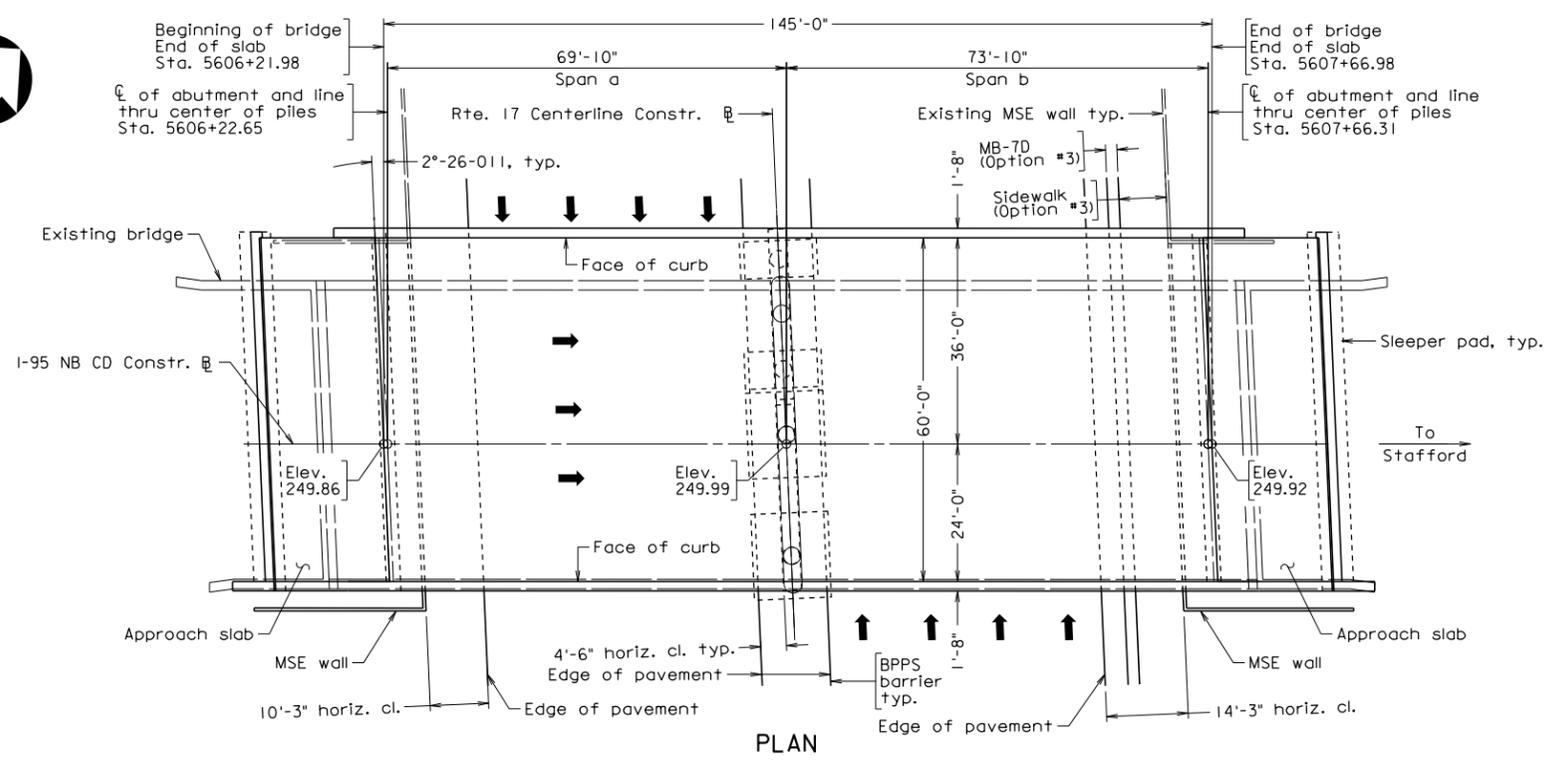 145'-0"
Beginning of bridge
End of slab
Sta. 5606+21.98
End of bridge
End of slab
Sta. 5607+66.98
69'-10"
Span a
73'-10"
Span b
℄ of abutment and line
thru center of piles
Sta. 5606+22.65
Rte. 17 Centerline Constr. BL
Existing MSE wall typ.
℄ of abutment and line
thru center of piles
Sta. 5607+66.31
2°-26-011, typ.
1'-8"
MB-7D
(Option #3)
Sidewalk
(Option #3)
Existing bridge
Face of curb
I-95 NB CD Constr. BL
36'-0"
60'-0"
Sleeper pad, typ.
To
Stafford
Elev.
249.86
Elev.
249.99
Elev.
249.92
24'-0"
Face of curb
Approach slab
MSE wall
4'-6" horiz. cl. typ.
Edge of pavement
BPPS
barrier
typ.
1'-8"
Approach slab
MSE wall
10'-3" horiz. cl.
Edge of pavement
Edge of pavement
14'-3" horiz. cl.
PLAN